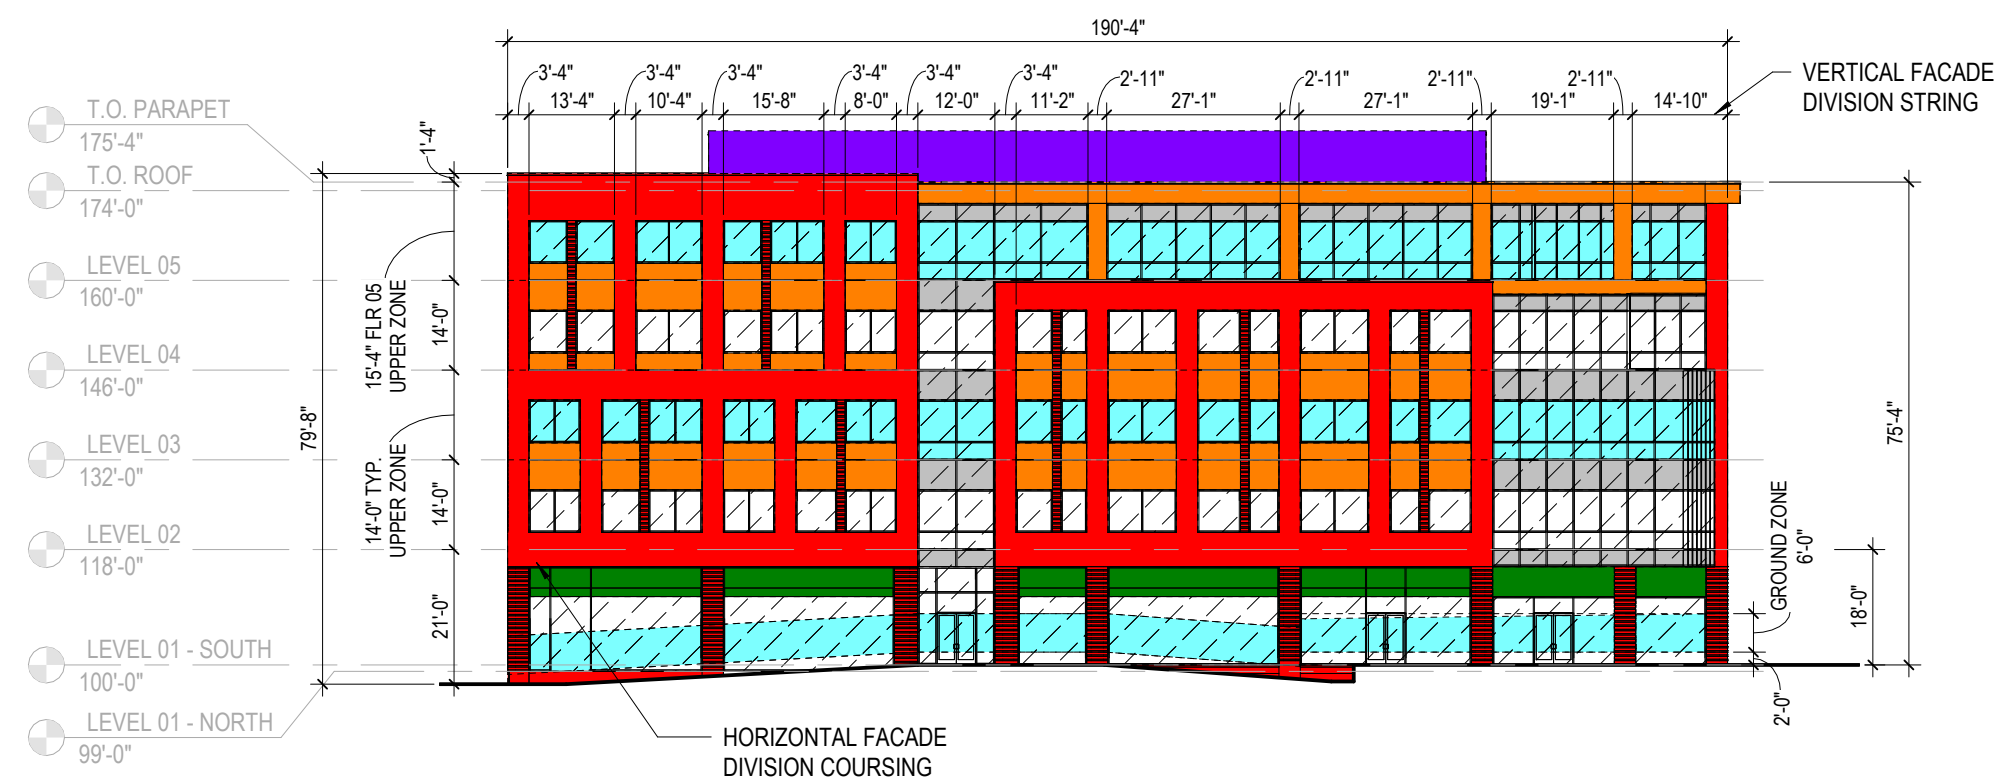 190'-4"
3'-4"
3'-4"
3'-4"
3'-4"
3'-4"
3'-4"
2'-11"
2'-11"
2'-11"
2'-11"
13'-4"
10'-4"
15'-8"
8'-0"
12'-0"
11'-2"
27'-1"
27'-1"
19'-1"
14'-10"
VERTICAL FACADE
DIVISION STRING
T.O. PARAPET
175'-4"
T.O. ROOF
174'-0"
LEVEL 05
160'-0"
LEVEL 04
146'-0"
LEVEL 03
132'-0"
LEVEL 02
118'-0"
LEVEL 01 - SOUTH
100'-0"
LEVEL 01 - NORTH
99'-0"
79'-8"
1'-4"
15'-4" FLR 05
UPPER ZONE
14'-0"
14'-0" TYP.
UPPER ZONE
14'-0"
21'-0"
75'-4"
GROUND ZONE
6'-0"
18'-0"
2'-0"
HORIZONTAL FACADE
DIVISION COURSING